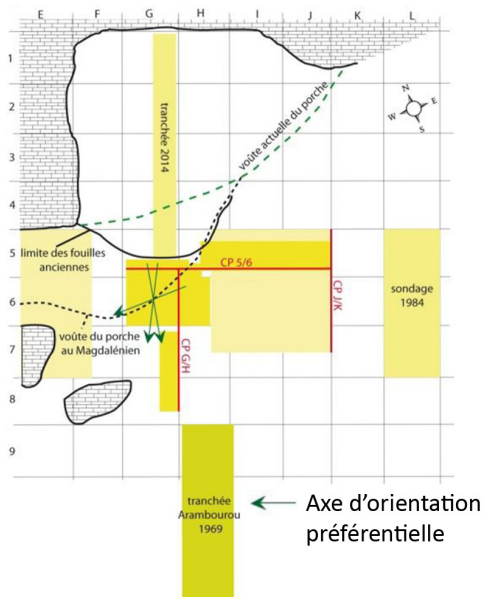 E F G H I J K L
1
2
3
4
5
6
7
8
9
tranchée 2014
voûte actuelle du porche
N
W E
S
limite des fouilles
anciennes
CP 5/6
CP J/K
sondage
1984
voûte du porche
au Magdalénien
CP G/H
tranchée
Arambourou
1969
Axe d'orientation
préférentielle